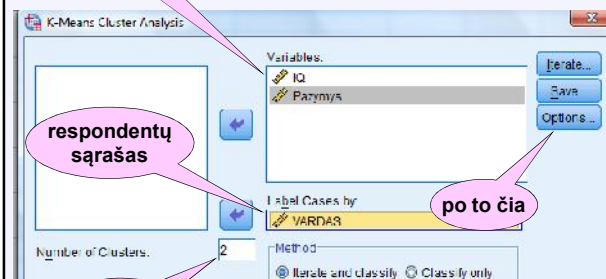 K-Means Cluster Analysis
Variables:
IQ
Pazymys
Iterate...
Save
Options...
respondentų
sąrašas
Label Cases by:
VARDAS
po to čia
Number of Clusters:
2
Method
Iterate and classify
Classify only